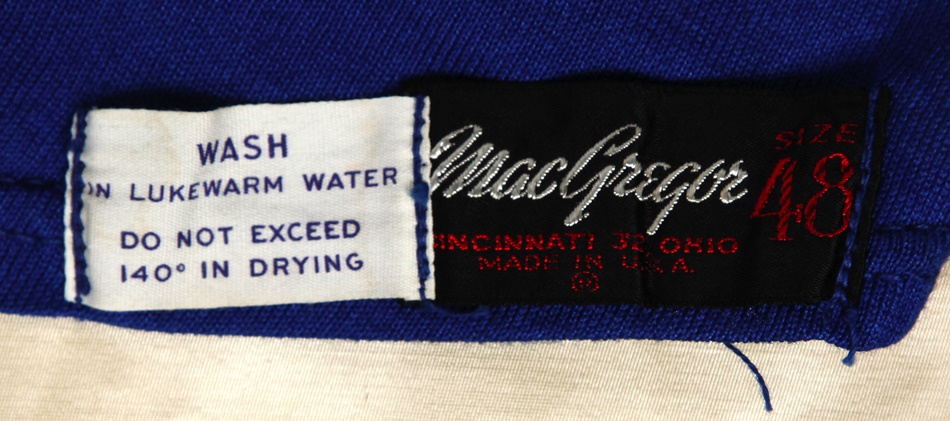 WASH
IN LUKEWARM WATER
DO NOT EXCEED
140° IN DRYING
MacGregor
SIZE
48
CINCINNATI 32, OHIO
MADE IN U.S.A.
®